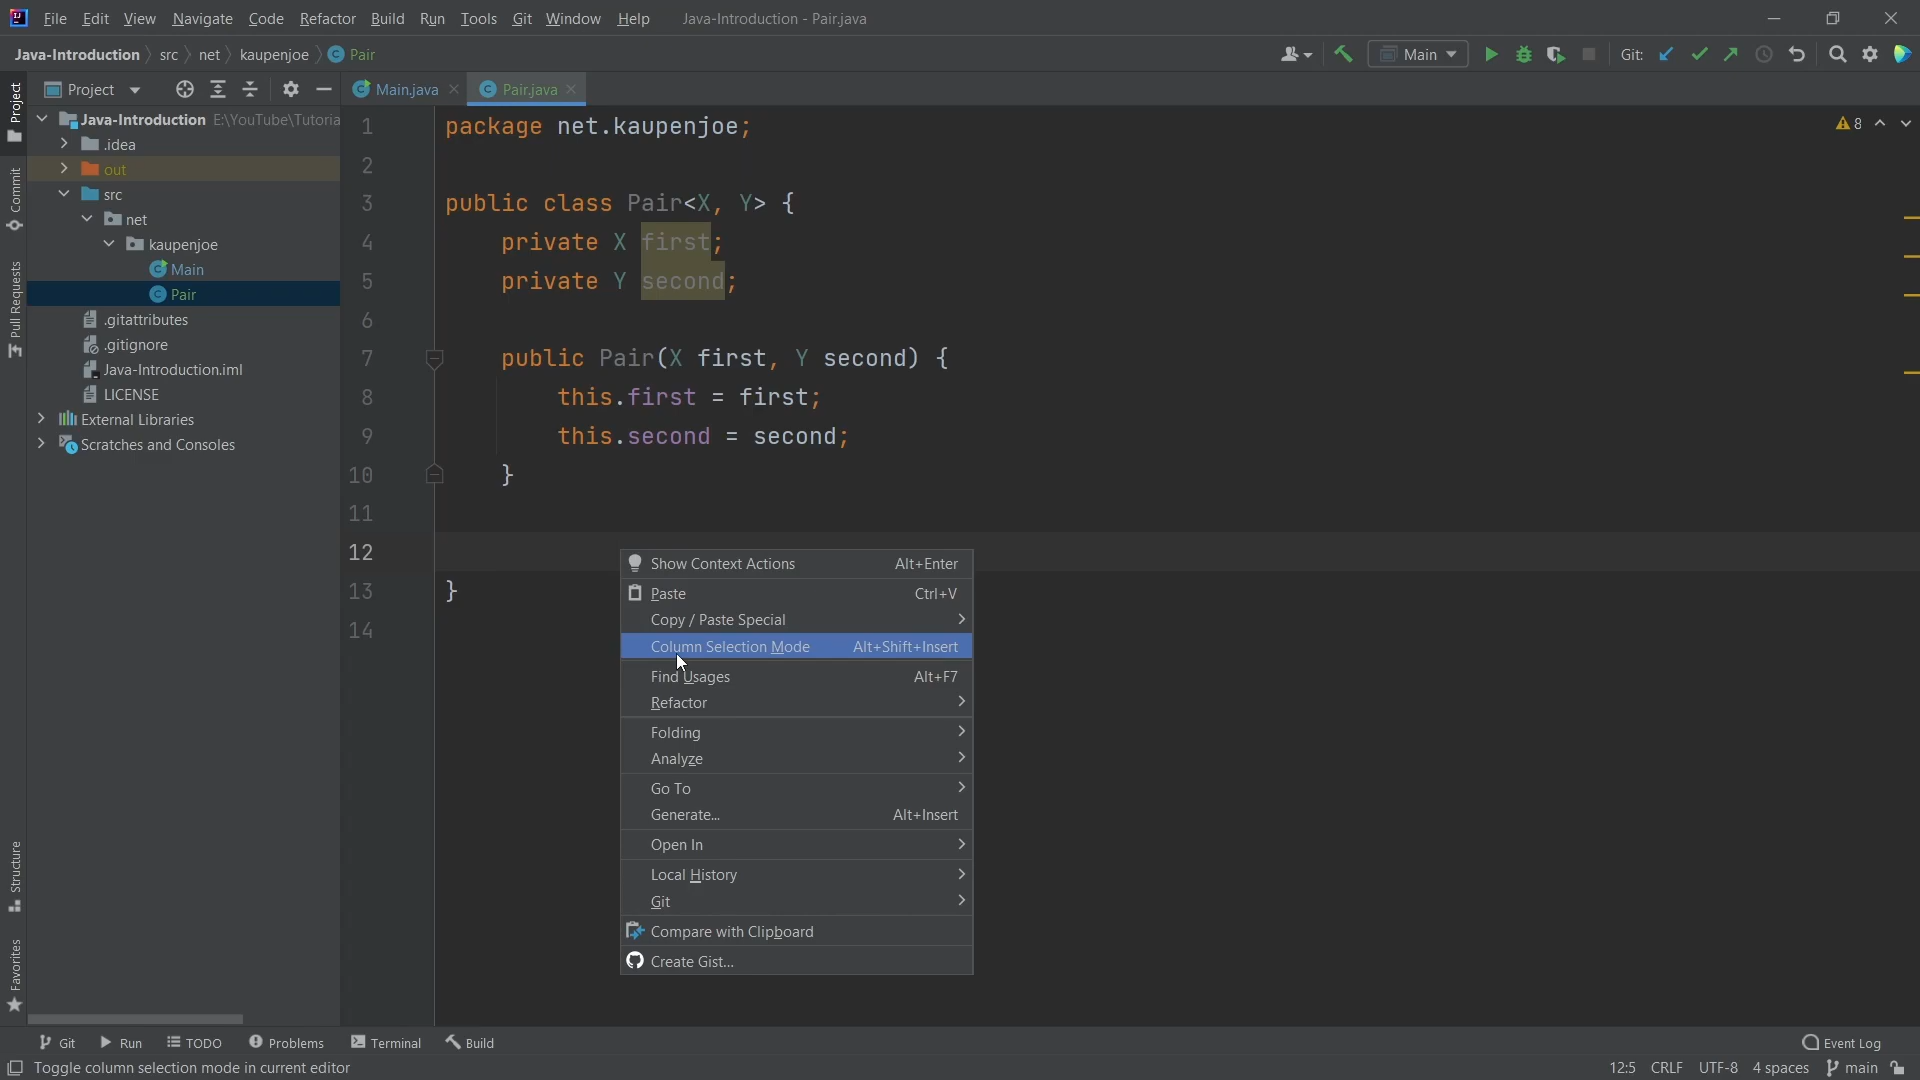 File Edit View Navigate Code Refactor Build Run Tools Git Window Help Java-Introduction - Pair.java
Java-Introduction src net kaupenjoe Pair Main Git:
Project Main.java Pair.java
Project
Commit
Pull Requests
Structure
Favorites
Java-Introduction E:\YouTube\Tutoria
.idea
out
src
net
kaupenjoe
Main
Pair
.gitattributes
.gitignore
Java-Introduction.iml
LICENSE
External Libraries
Scratches and Consoles
8
1 package net.kaupenjoe;
2
3 public class Pair<X, Y> {
4 private X first;
5 private Y second;
6
7 public Pair(X first, Y second) {
8 this.first = first;
9 this.second = second;
10 }
11
12
13 }
14
Show Context Actions Alt+Enter
Paste Ctrl+V
Copy / Paste Special
Column Selection Mode Alt+Shift+Insert
Find Usages Alt+F7
Refactor
Folding
Analyze
Go To
Generate... Alt+Insert
Open In
Local History
Git
Compare with Clipboard
Create Gist...
Git Run TODO Problems Terminal Build Event Log
Toggle column selection mode in current editor 12:5 CRLF UTF-8 4 spaces main